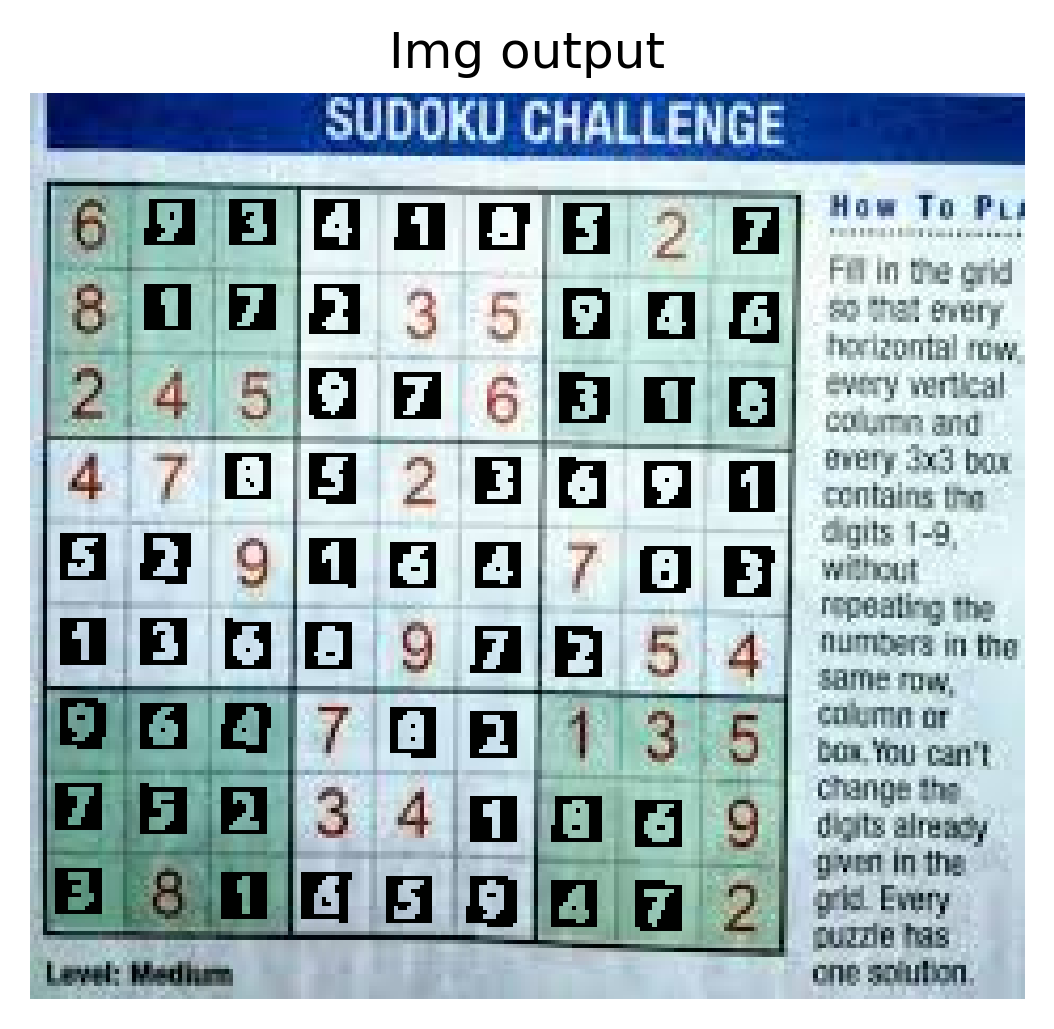 Img output
SUDOKU CHALLENGE
6 9 3 4 1 8 5 2 7
8 1 7 2 3 5 9 4 6
2 4 5 9 7 6 3 1 8
4 7 8 5 2 3 6 9 1
5 2 9 1 6 4 7 8 3
1 3 6 8 9 7 2 5 4
9 6 4 7 8 2 1 3 5
7 5 2 3 4 1 8 6 9
3 8 1 6 5 9 4 7 2
Level: Medium
How To
Fill in the grid
so that every
horizontal row,
every vertical
column and
every 3x3 box
contains the
digits 1-9,
without
repeating the
numbers in the
same row,
column or
box. You can't
change the
digits already
given in the
grid. Every
puzzle has
one solution.